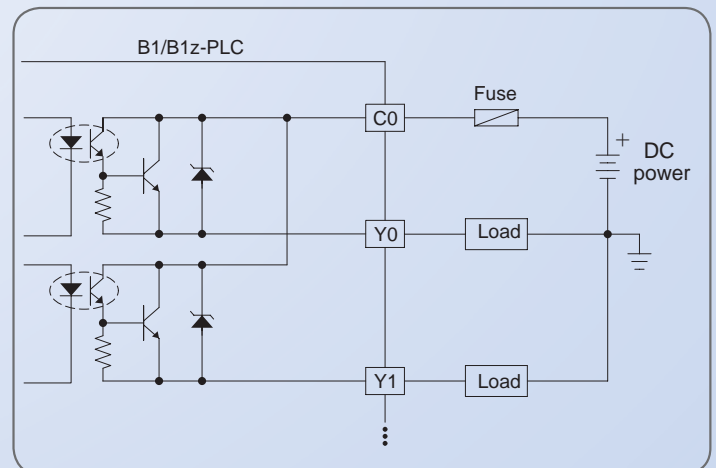 B1/B1z-PLC
Fuse
C0
+
DC
power
Y0
Load
Y1
Load